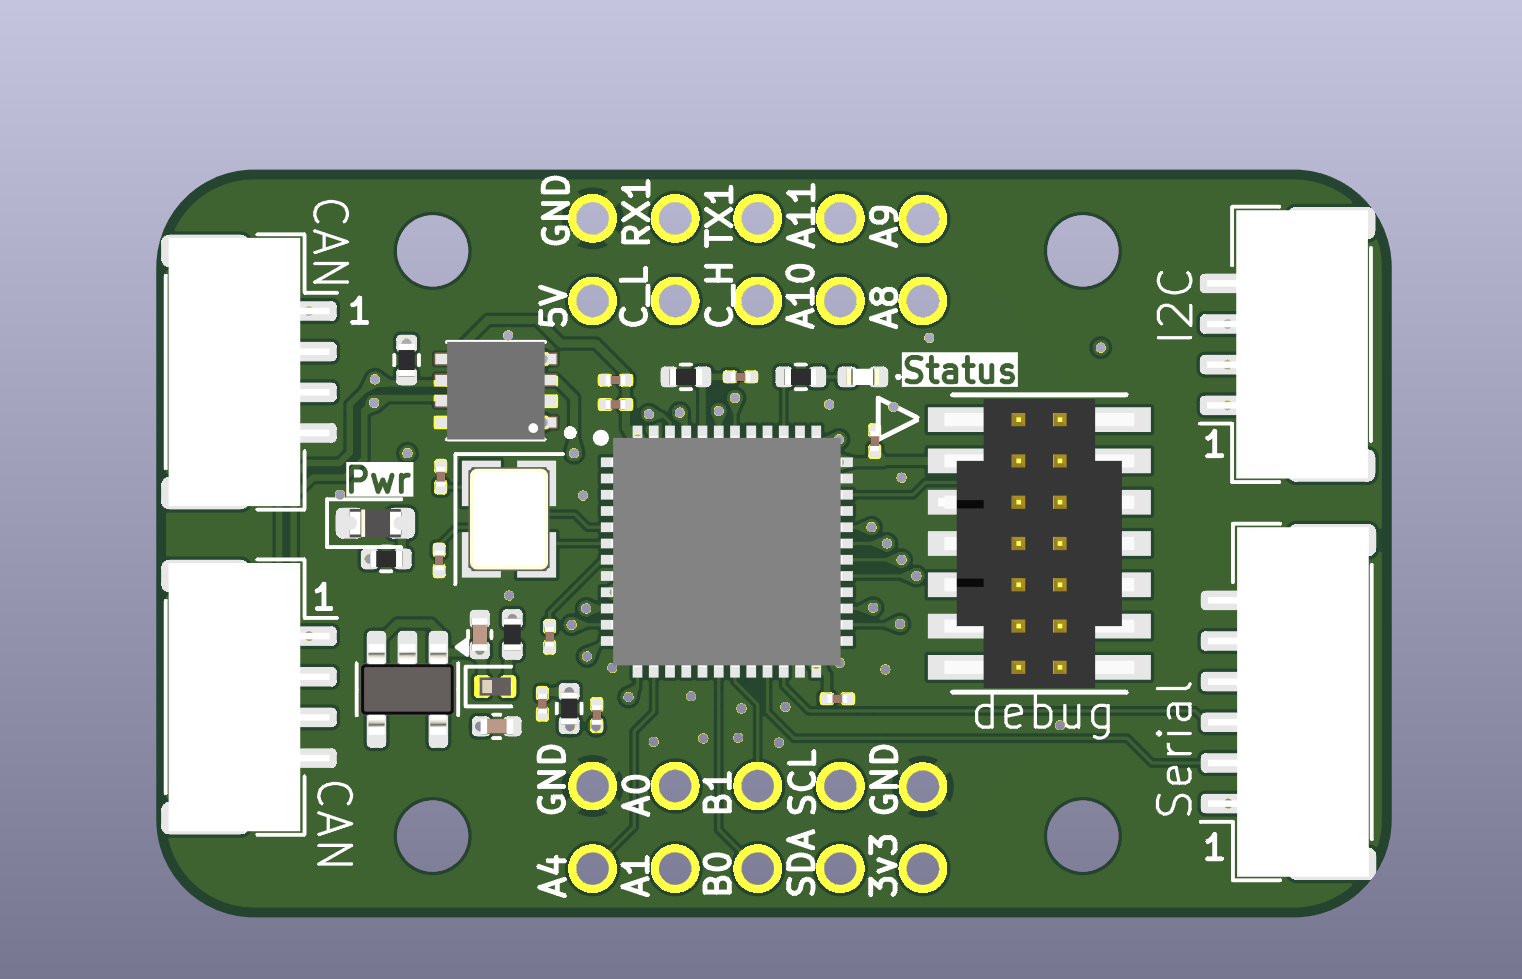 GND RX1 TX1 A11 A9
5V C_L C_H A10 A8
CAN
1
I2C
1
Status
Pwr
1
CAN
debug
Serial
1
GND A0 B1 SCL GND
A4 A1 B0 SDA 3v3